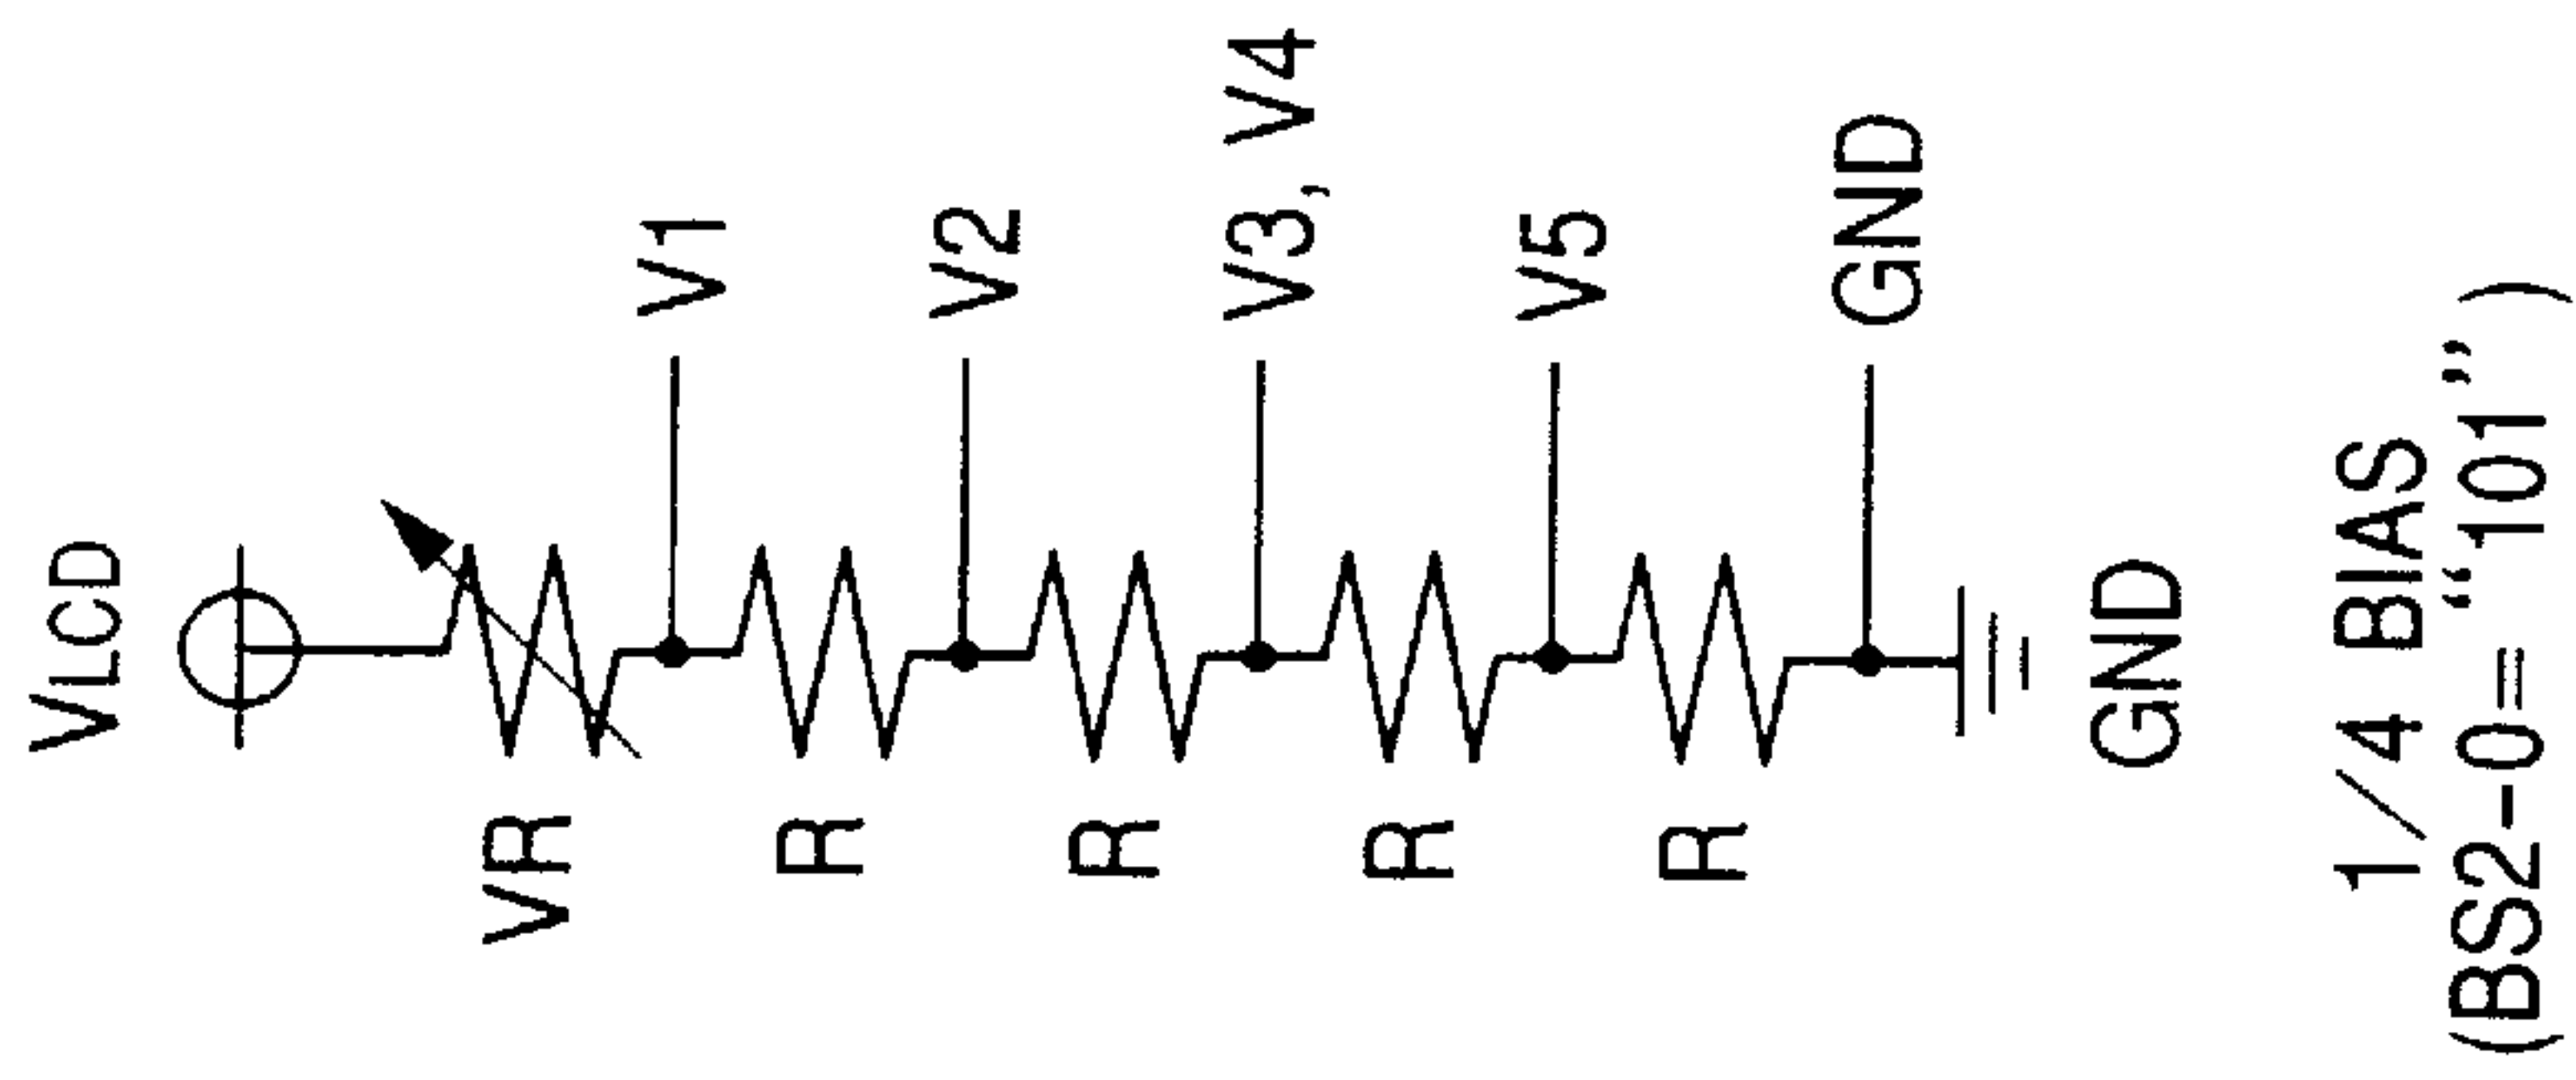 VLCD
VR
V1
R
V2
R
V3, V4
R
V5
R
GND
GND
1/4 BIAS
(BS2-0= “101”)